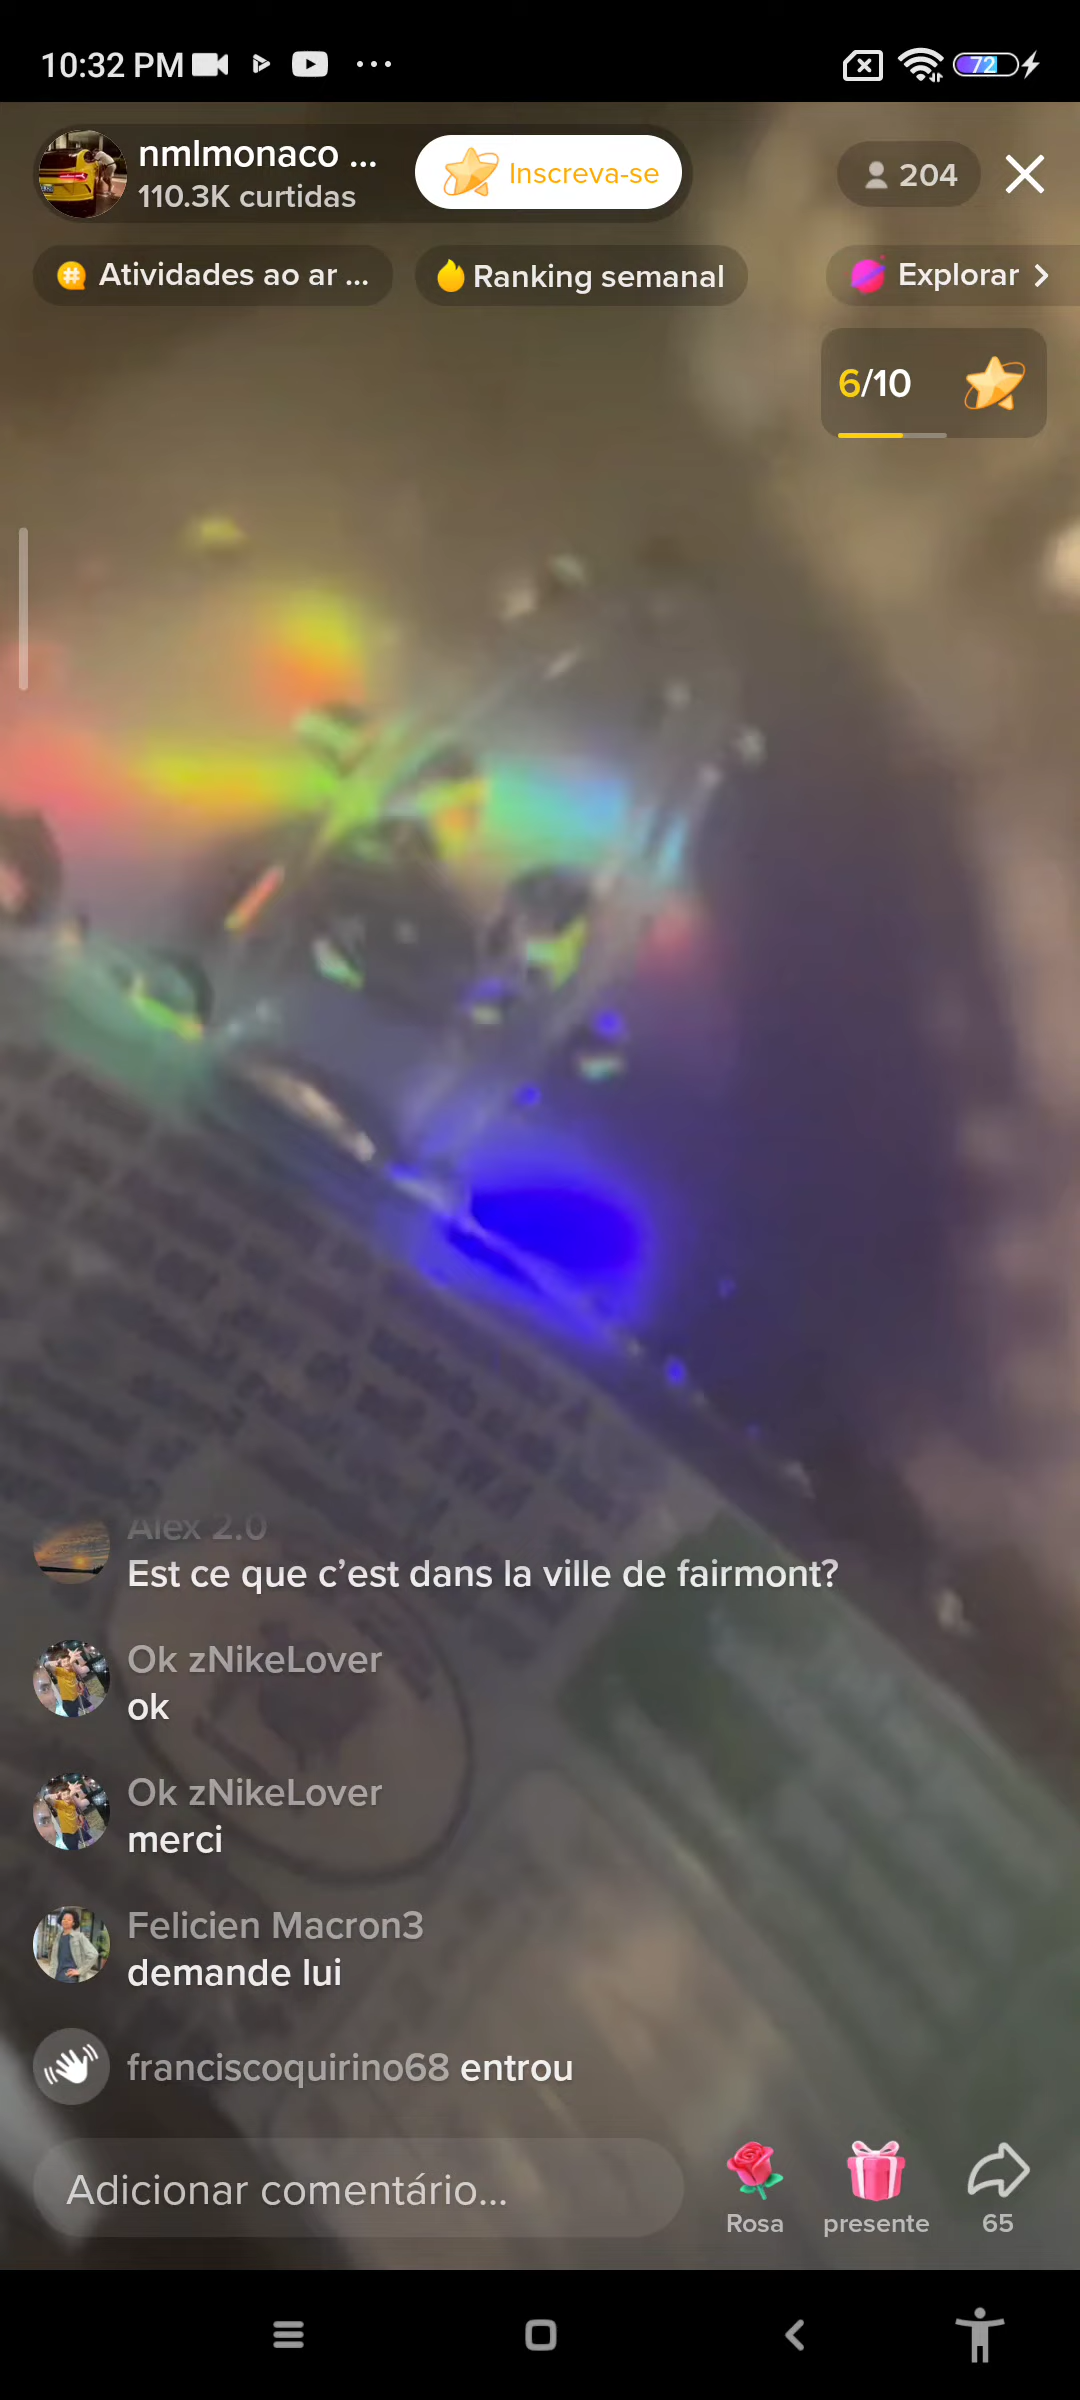 10:32 PM
72
nmlmonaco ...
110.3K curtidas
Inscreva-se
204
Atividades ao ar ...
Ranking semanal
Explorar
6/10
Alex 2.0
Est ce que c’est dans la ville de fairmont?
Ok zNikeLover
ok
Ok zNikeLover
merci
Felicien Macron3
demande lui
franciscoquirino68 entrou
Adicionar comentário...
Rosa
presente
65